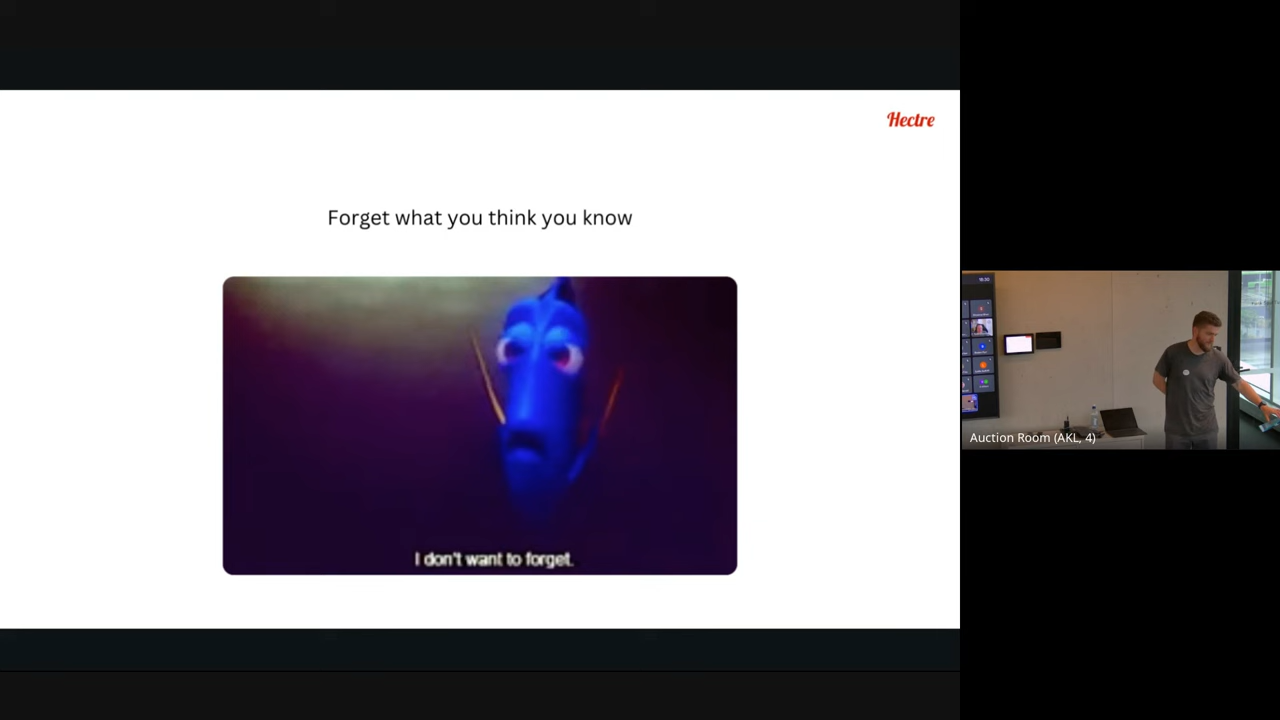 Hectre
Forget what you think you know
I don't want to forget.
Auction Room (AKL, 4)